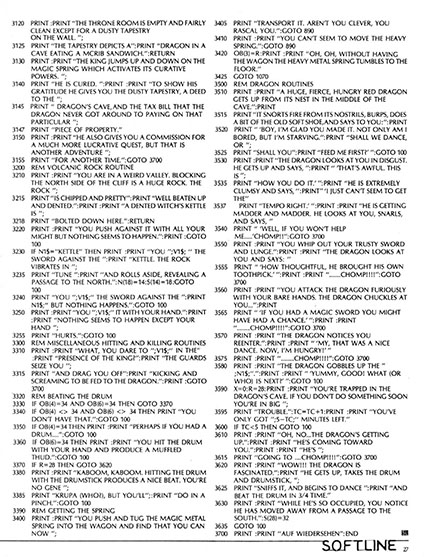 3120 PRINT :PRINT "THE THRONE ROOM IS EMPTY AND FAIRLY
CLEAN EXCEPT FOR A DUSTY TAPESTRY
ON THE WALL. ";
3125 PRINT "THE TAPESTRY DEPICTS A":PRINT "DRAGON IN A
CAVE EATING A MCRIB SANDWICH.":RETURN
3130 PRINT "THE KING JUMPS UP AND DOWN ON THE
MAGIC SPRING WHICH ACTIVATES ITS CURATIVE
POWERS. ";
3140 PRINT "HE IS CURED. ":PRINT :PRINT "TO SHOW HIS
GRATITUDE HE GIVES YOU THE DUSTY TAPESTRY, A DEED
TO THE ";
3145 PRINT " DRAGON'S CAVE, AND THE TAX BILL THAT THE
DRAGON NEVER GOT AROUND TO PAYING ON THAT
PARTICULAR ";
3147 PRINT "PIECE OF PROPERTY."
3150 PRINT :PRINT "HE ALSO GIVES YOU A COMMISSION FOR
A MUCH MORE LUCRATIVE QUEST, BUT THAT IS
ANOTHER ADVENTURE ";
3155 PRINT "FOR ANOTHER TIME.":GOTO 3700
3200 REM VOLCANIC ROCK ROUTINE
3210 PRINT :PRINT "YOU ARE IN A WEIRD VALLEY. BLOCKING
THE NORTH SIDE OF THE CLIFF IS A HUGE ROCK. THE
ROCK ";
3215 PRINT "IS CHIPPED AND PRETTY":PRINT "WELL BEATEN UP
AND DENTED.":PRINT :PRINT "A DENTED WITCH'S KETTLE
IS ";
3218 PRINT "BOLTED DOWN HERE.":RETURN
3220 PRINT :PRINT "YOU PUSH AGAINST IT WITH ALL YOUR
MIGHT BUT NOTHING SEEMS TO HAPPEN.":PRINT :GOTO
100
3230 IF N1$="KETTLE" THEN PRINT :PRINT "YOU ";V1$;" THE
SWORD AGAINST THE ":PRINT "KETTLE. THE ROCK
VIBRATES IN ";
3235 PRINT "TUNE ":PRINT "AND ROLLS ASIDE, REVEALING A
PASSAGE TO THE NORTH.":N(18)=14:S(14)=18:GOTO
100
3240 PRINT "YOU ";V1$;" THE SWORD AGAINST THE ":PRINT
N1$;" BUT NOTHING HAPPENS.":GOTO 100
3250 PRINT "YOU ";V1$;" IT WITH YOUR HAND.":PRINT
:PRINT "NOTHING SEEMS TO HAPPEN EXCEPT YOUR
HAND ";
3255 PRINT "HURTS.":GOTO 100
3300 REM MISCELLANEOUS HITTING AND KILLING ROUTINES
3310 PRINT :PRINT "WHAT, YOU DARE TO ";V1$;" IN THE"
:PRINT "PRESENCE OF THE KING?":PRINT "THE GUARDS
SEIZE YOU ";
3315 PRINT "AND DRAG YOU OFF":PRINT "KICKING AND
SCREAMING TO BE FED TO THE DRAGON.":PRINT :GOTO
3700
3320 REM BEATING THE DRUM
3330 IF OB(4)=34 AND OB(6)=34 THEN GOTO 3370
3340 IF OB(4) <> 34 AND OB(6) <> 34 THEN PRINT "YOU
DON'T HAVE THAT.":GOTO 100
3350 IF OB(4)=34 THEN PRINT :PRINT "PERHAPS IF YOU HAD A
DRUM....":GOTO 100
3360 IF OB(6)=34 THEN PRINT :PRINT "YOU HIT THE DRUM
WITH YOUR HAND AND PRODUCE A MUFFLED
THUD.":GOTO 100
3370 IF R=28 THEN GOTO 3620
3380 PRINT :PRINT "KABOOM, KABOOM. HITTING THE DRUM
WITH THE DRUMSTICK PRODUCES A NICE BEAT. YOU'RE
NO GENE ";
3385 PRINT "KRUPA (WHO?), BUT YOU'LL";:PRINT "DO IN A
PINCH.":GOTO 100
3390 REM GETTING THE SPRING
3400 PRINT :PRINT "YOU PUSH AND TUG THE MAGIC METAL
SPRING INTO THE WAGON AND FIND THAT YOU CAN
NOW ";
3405 PRINT "TRANSPORT IT. AREN'T YOU CLEVER, YOU
RASCAL YOU.":GOTO 890
3410 PRINT :PRINT "YOU CAN'T SEEM TO MOVE THE HEAVY
SPRING.":GOTO 890
3420 OB(3)=R:PRINT :PRINT "OH, OH, WITHOUT HAVING
THE WAGON THE HEAVY METAL SPRING TUMBLES TO THE
FLOOR."
3425 GOTO 1070
3500 REM DRAGON ROUTINES
3510 PRINT :PRINT "A HUGE, FIERCE, HUNGRY RED DRAGON
GETS UP FROM ITS NEST IN THE MIDDLE OF THE
CAVE.":PRINT
3515 PRINT "IT SNORTS FIRE FROM ITS NOSTRILS, BURPS, DOES
A BIT OF THE OLD SOFT SHOE, AND SAYS TO YOU;":PRINT
3520 PRINT "'BOY, I'M GLAD YOU MADE IT. NOT ONLY AM I
BORED, BUT I'M STARVING.'":PRINT "SHALL WE DANCE,
OR ";
3525 PRINT "SHALL YOU":PRINT "FEED ME FIRST?' ":GOTO 100
3530 PRINT :PRINT "THE DRAGON LOOKS AT YOU IN DISGUST.
HE GETS UP AND SAYS, ":PRINT " 'THAT'S AWFUL. THIS
IS ";
3535 PRINT "HOW YOU DO IT.'":PRINT :PRINT "HE IS EXTREMELY
CLUMSY AND SAYS, ":PRINT "'I JUST CAN'T SEEM TO
GET THE"
3537 PRINT "TEMPO RIGHT.' ":PRINT :PRINT "HE IS GETTING
MADDER AND MADDER. HE LOOKS AT YOU, SNARLS,
AND SAYS, "
3540 PRINT " 'WELL, IF YOU WON'T HELP
ME....'CHOMP!!!":GOTO 3700
3550 PRINT :PRINT "YOU WHIP OUT YOUR TRUSTY SWORD
AND LUNGE.":PRINT :PRINT "THE DRAGON LOOKS AT
YOU AND SAYS: "
3555 PRINT " 'HOW THOUGHTFUL, HE BROUGHT HIS OWN
TOOTHPICK.' ":PRINT :PRINT "........CHOMP!!!!":GOTO
3700
3560 PRINT :PRINT "YOU ATTACK THE DRAGON FURIOUSLY
WITH YOUR BARE HANDS. THE DRAGON CHUCKLES AT
YOU...":PRINT
3565 PRINT " 'IF YOU HAD A MAGIC SWORD YOU MIGHT
HAVE HAD A CHANCE.' ":PRINT :PRINT
"........CHOMP!!!!":GOTO 3700
3570 PRINT :PRINT "THE DRAGON NOTICES YOU
REENTER.":PRINT :PRINT "'MY, THAT WAS A NICE
DANCE. NOW, I'M HUNGRY!' "
3575 PRINT "........CHOMP!!!!":GOTO 3700
3580 PRINT :PRINT "THE DRAGON GOBBLES UP THE "
;N1$;".":PRINT :PRINT " 'YUMMY, GOOD! WHAT (OR
WHO) IS NEXT?' ":GOTO 100
3590 X=0:R=28:PRINT :PRINT "YOU'RE TRAPPED IN THE
DRAGON'S CAVE. IF YOU DON'T DO SOMETHING SOON
YOU'RE IN BIG ";
3595 PRINT "TROUBLE.":TC=TC+1:PRINT :PRINT "YOU'VE
ONLY GOT ";5-TC;" MINUTES LEFT."
3600 IF TC<5 THEN GOTO 100
3610 PRINT :PRINT "OH, NO...THE DRAGON'S GETTING
UP.":PRINT :PRINT "HE'S COMING TOWARD
YOU.":PRINT :PRINT "HE'S ";
3615 PRINT "GOING TO ....CHOMP!!!!":GOTO 3700
3620 PRINT :PRINT "WOW!!! THE DRAGON IS
FASCINATED.":PRINT "HE GETS UP, TAKES THE DRUM
AND DRUMSTICK, ";
3625 PRINT "SNIFFS IT, AND BEGINS TO DANCE ":PRINT "AND
BEAT THE DRUM IN 3/4 TIME."
3630 PRINT :PRINT "WHILE HE'S SO OCCUPIED, YOU NOTICE
HE HAS MOVED AWAY FROM A PASSAGE TO THE
SOUTH.":S(28)=32
3635 GOTO 100
3700 PRINT :PRINT "AUF WIEDERSEHEN":END
SOFTLINE 27